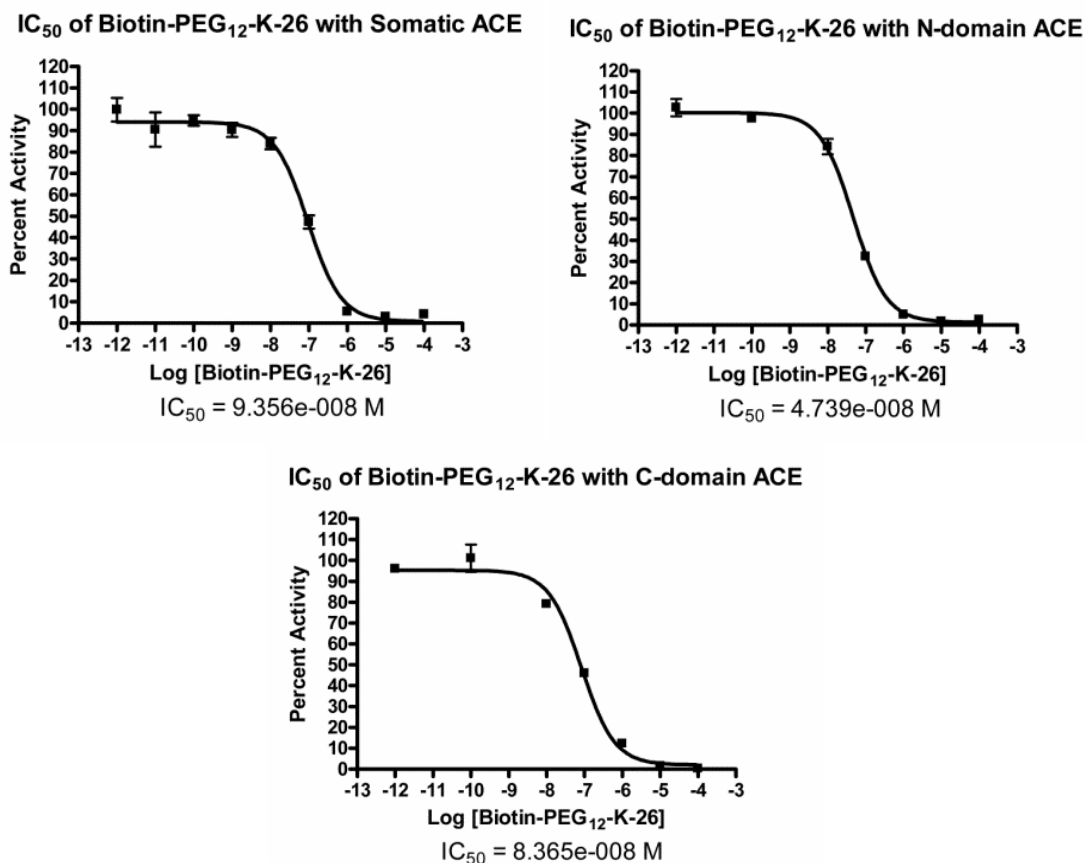 IC50 of Biotin-PEG12-K-26 with Somatic ACE
120
110
100
90
80
70
60
50
40
30
20
10
0
Percent Activity
-13 -12 -11 -10 -9 -8 -7 -6 -5 -4 -3
Log [Biotin-PEG12-K-26]
IC50 = 9.356e-008 M
IC50 of Biotin-PEG12-K-26 with N-domain ACE
120
110
100
90
80
70
60
50
40
30
20
10
0
Percent Activity
-13 -12 -11 -10 -9 -8 -7 -6 -5 -4 -3
Log [Biotin-PEG12-K-26]
IC50 = 4.739e-008 M
IC50 of Biotin-PEG12-K-26 with C-domain ACE
120
110
100
90
80
70
60
50
40
30
20
10
0
Percent Activity
-13 -12 -11 -10 -9 -8 -7 -6 -5 -4 -3
Log [Biotin-PEG12-K-26]
IC50 = 8.365e-008 M